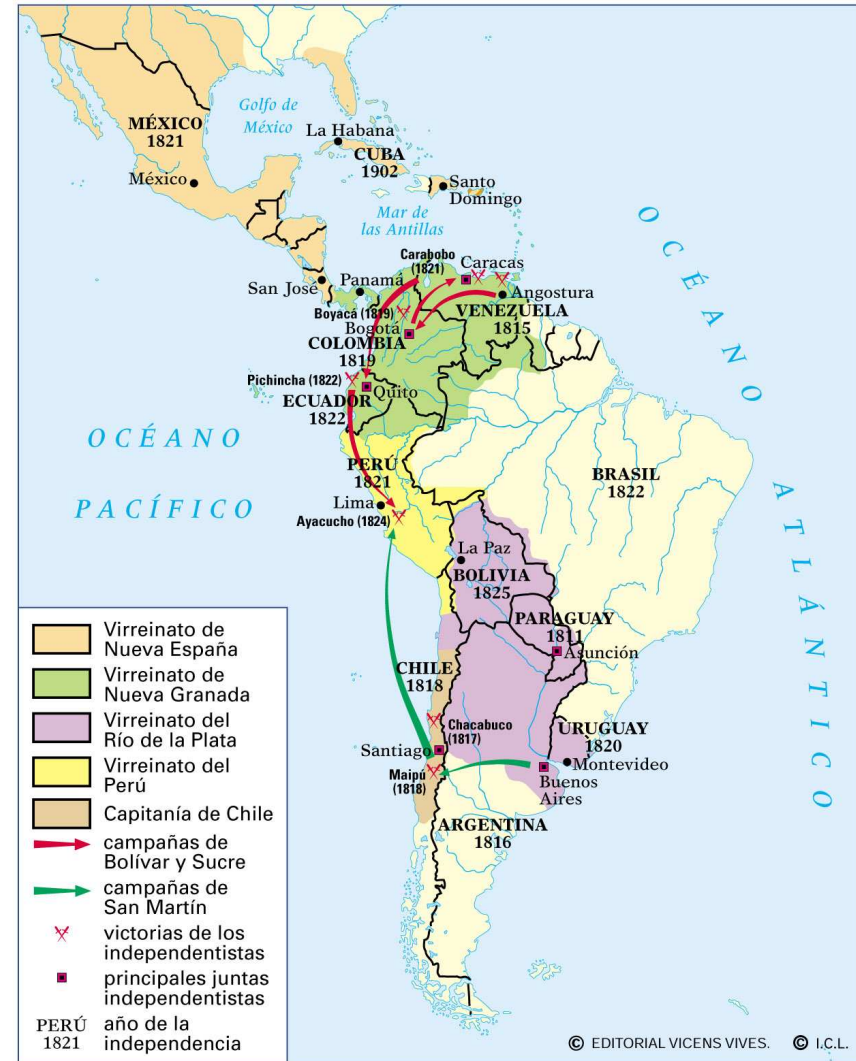 MÉXICO
1821
México
Golfo de
México
La Habana
CUBA
1902
Santo
Domingo
Mar de
las Antillas
San José
Panamá
Carabobo
(1821)
Caracas
Angostura
VENEZUELA
1815
Boyacá (1819)
Bogotá
COLOMBIA
1819
Pichincha (1822)
Quito
ECUADOR
1822
OCÉANO
PACÍFICO
OCÉANO
ATLÁNTICO
PERÚ
1821
Lima
Ayacucho (1824)
BRASIL
1822
La Paz
BOLIVIA
1825
PARAGUAY
1811
Asunción
CHILE
1818
Chacabuco
(1817)
Santiago
Maipú
(1818)
URUGUAY
1820
Montevideo
Buenos
Aires
ARGENTINA
1816
Virreinato de
Nueva España
Virreinato de
Nueva Granada
Virreinato del
Río de la Plata
Virreinato del
Perú
Capitanía de Chile
campañas de
Bolívar y Sucre
campañas de
San Martín
victorias de los
independentistas
principales juntas
independentistas
PERÚ
1821
año de la
independencia
© EDITORIAL VICENS VIVES. © I.C.L.